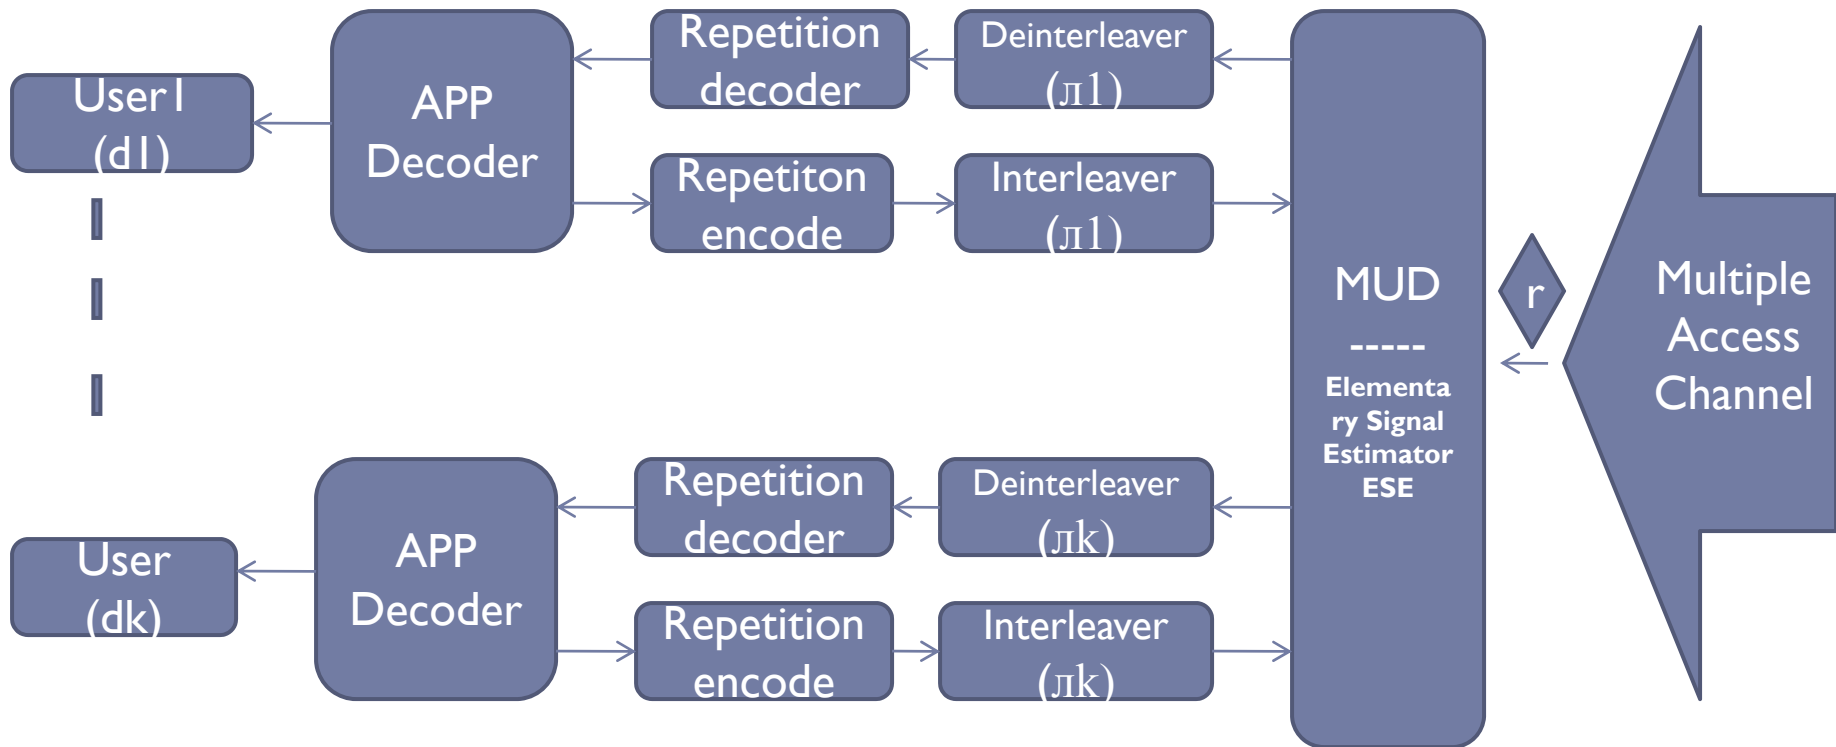 User1
(d1)
APP
Decoder
Repetition
decoder
Deinterleaver
(л1)
Repetiton
encode
Interleaver
(л1)
MUD
-----
Elementa
ry Signal
Estimator
ESE
r
Multiple
Access
Channel
User
(dk)
APP
Decoder
Repetition
decoder
Deinterleaver
(лk)
Repetition
encode
Interleaver
(лk)